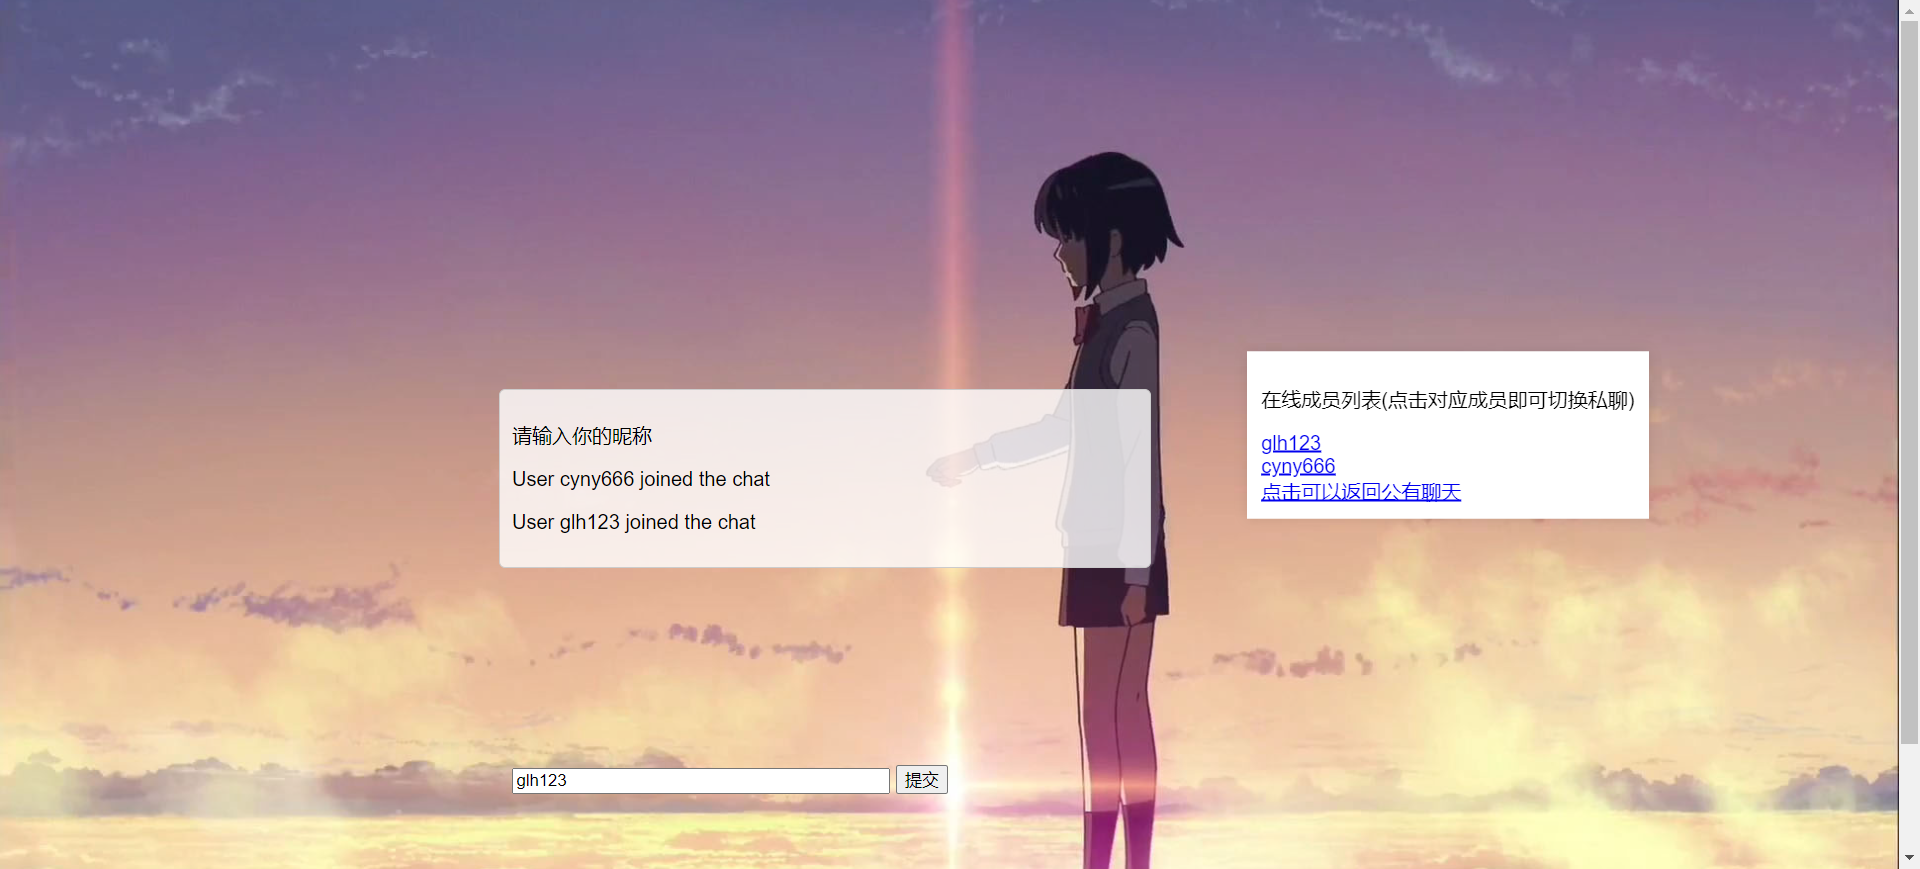 请输入你的昵称
User cyny666 joined the chat
User glh123 joined the chat
在线成员列表(点击对应成员即可切换私聊)
glh123
cyny666
点击可以返回公有聊天
glh123 提交